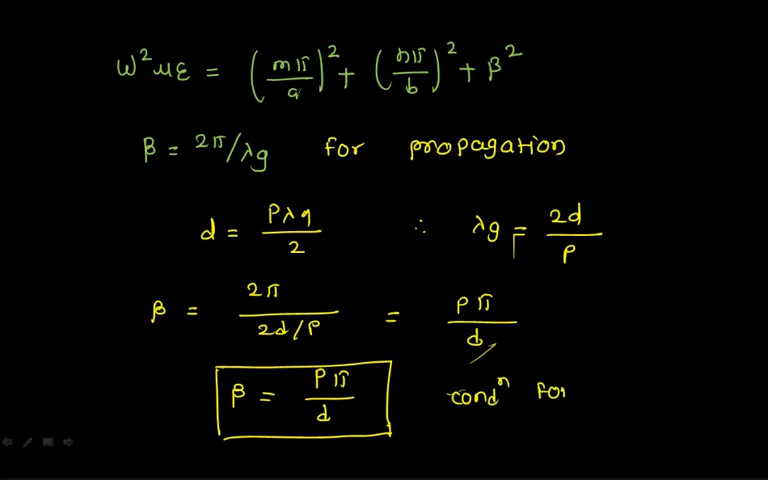 ω²με = (mπ/a)² + (nπ/b)² + β²
β = 2π/λg for propagation
d = Pλg/2 ∴ λg = 2d/P
β = 2π/(2d/P) = Pπ/d
β = Pπ/d condⁿ for